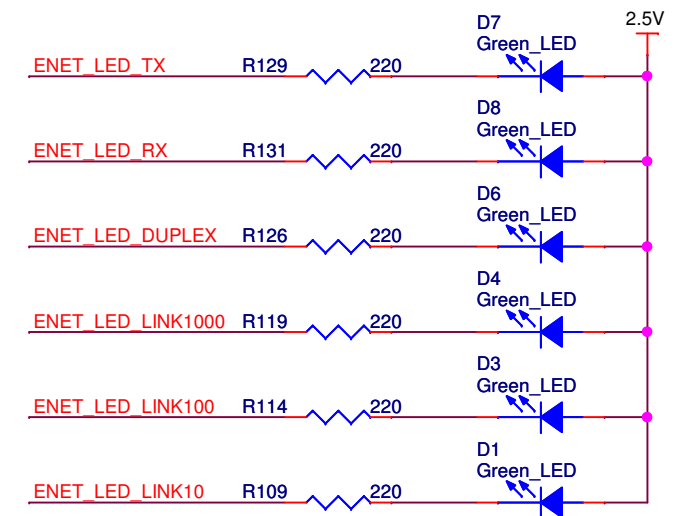 2.5V
D7
Green_LED
ENET_LED_TX R129 220
D8
Green_LED
ENET_LED_RX R131 220
D6
Green_LED
ENET_LED_DUPLEX R126 220
D4
Green_LED
ENET_LED_LINK1000 R119 220
D3
Green_LED
ENET_LED_LINK100 R114 220
D1
Green_LED
ENET_LED_LINK10 R109 220